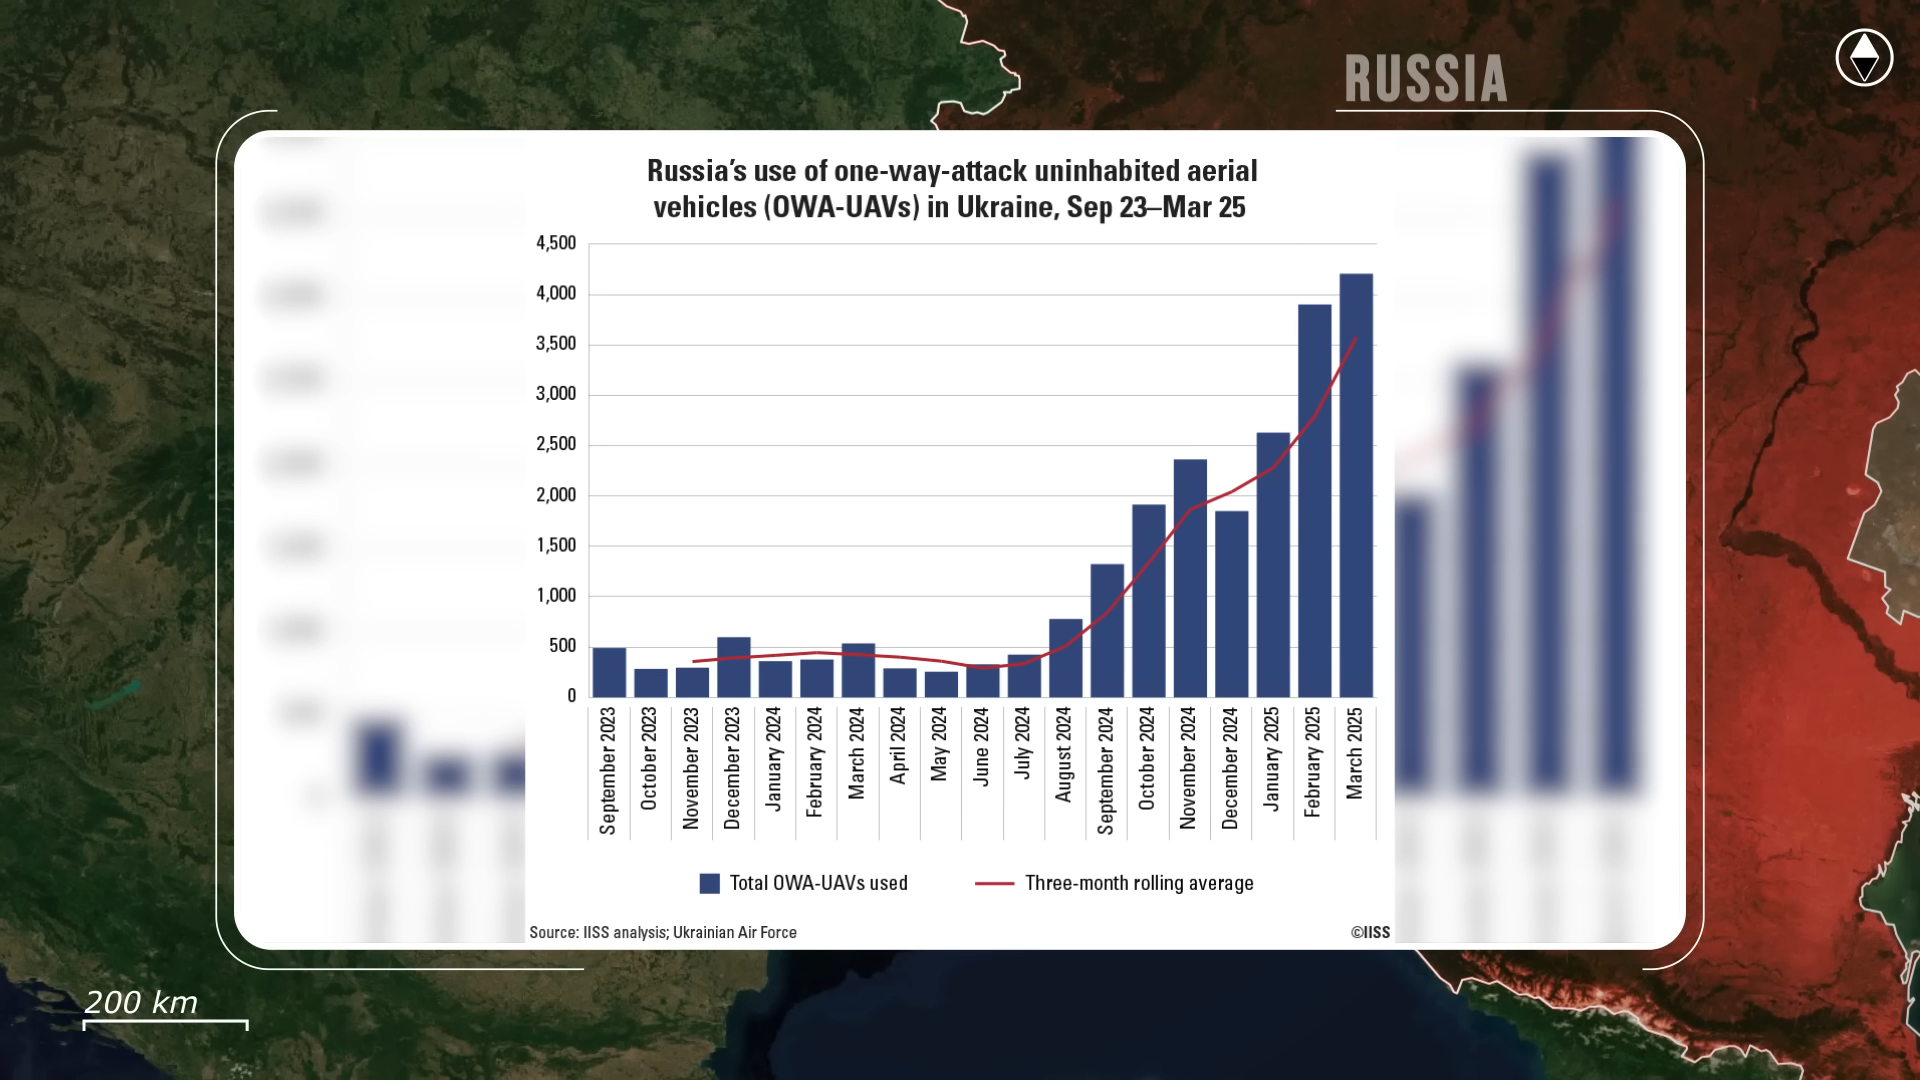 RUSSIA
Russia's use of one-way-attack uninhabited aerial
vehicles (OWA-UAVs) in Ukraine, Sep 23–Mar 25
4,500
4,000
3,500
3,000
2,500
2,000
1,500
1,000
500
0
September 2023
October 2023
November 2023
December 2023
January 2024
February 2024
March 2024
April 2024
May 2024
June 2024
July 2024
August 2024
September 2024
October 2024
November 2024
December 2024
January 2025
February 2025
March 2025
Total OWA-UAVs used
Three-month rolling average
Source: IISS analysis; Ukrainian Air Force
©IISS
200 km